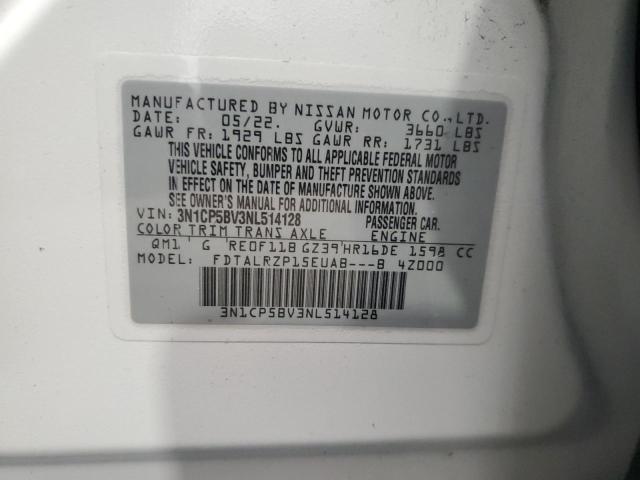 MANUFACTURED BY NISSAN MOTOR CO., LTD.
DATE: 05/22. GVWR: 3660 LBS
GAWR FR: 1929 LBS GAWR RR: 1731 LBS
THIS VEHICLE CONFORMS TO ALL APPLICABLE FEDERAL MOTOR
VEHICLE SAFETY, BUMPER AND THEFT PREVENTION STANDARDS
IN EFFECT ON THE DATE OF MANUFACTURE SHOWN ABOVE.
SEE OWNER'S MANUAL FOR ADDITIONAL INFORMATION.
VIN: 3N1CP5BV3NL514128 PASSENGER CAR.
COLOR TRIM TRANS AXLE ENGINE
QM1 G RE0F11B GZ39 HR16DE 1598 CC
MODEL: FDTALRZP15EUAB---B 4Z000
3N1CP5BV3NL514128